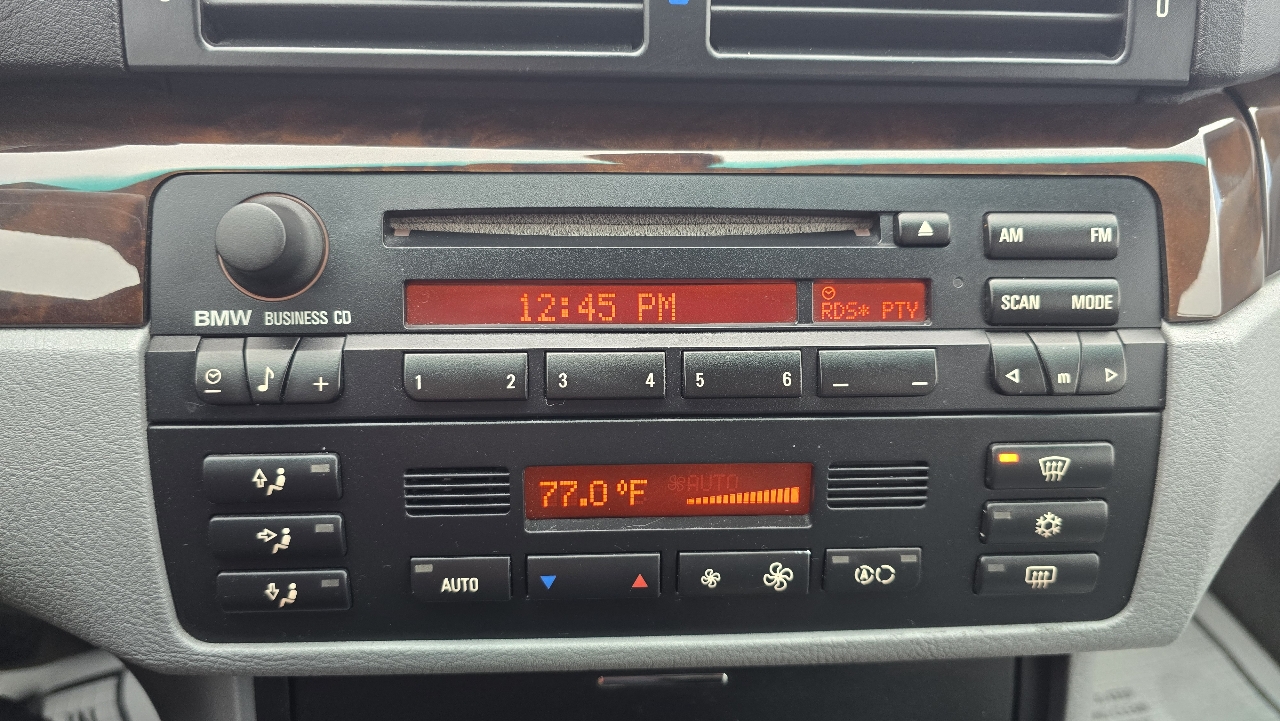 AM FM
12:45 PM
RDS* PTY
SCAN MODE
BMW BUSINESS CD
1 2 3 4 5 6
m
77.0 °F
AUTO
AUTO
A